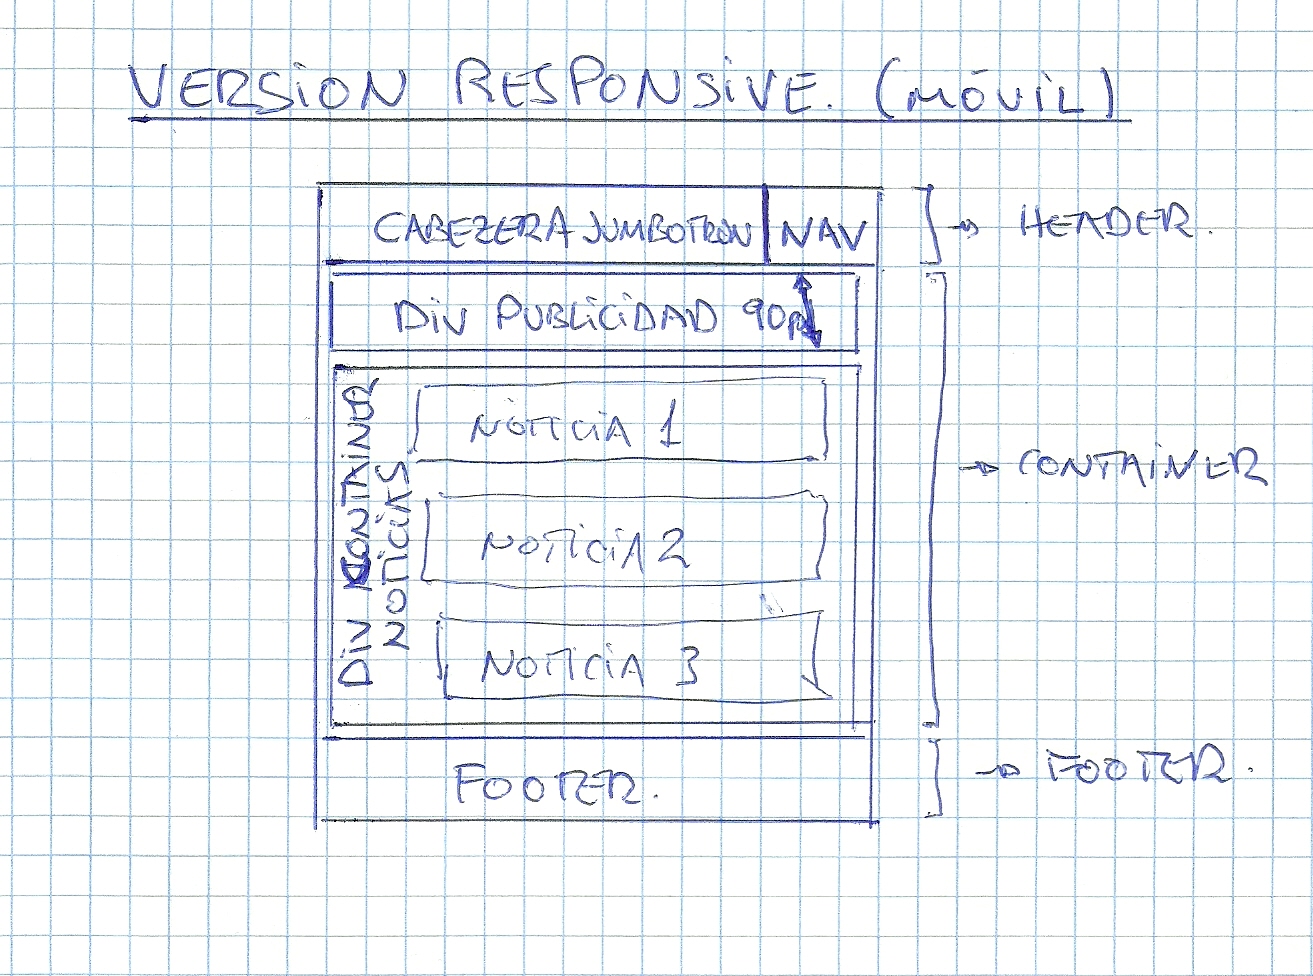 VERSiON RESPONSiVE. (MÓViL)
CABEZERA JUMBOTRON NAV
→ HEADER.
DiV PUBLiCiDAD 90p
DiV CONTAiNER
NOTiCiAS
NOTiCiA 1
→ CONTAiNER
NOTiCiA 2
NOTiCiA 3
FOOTER.
→ FOOTER.